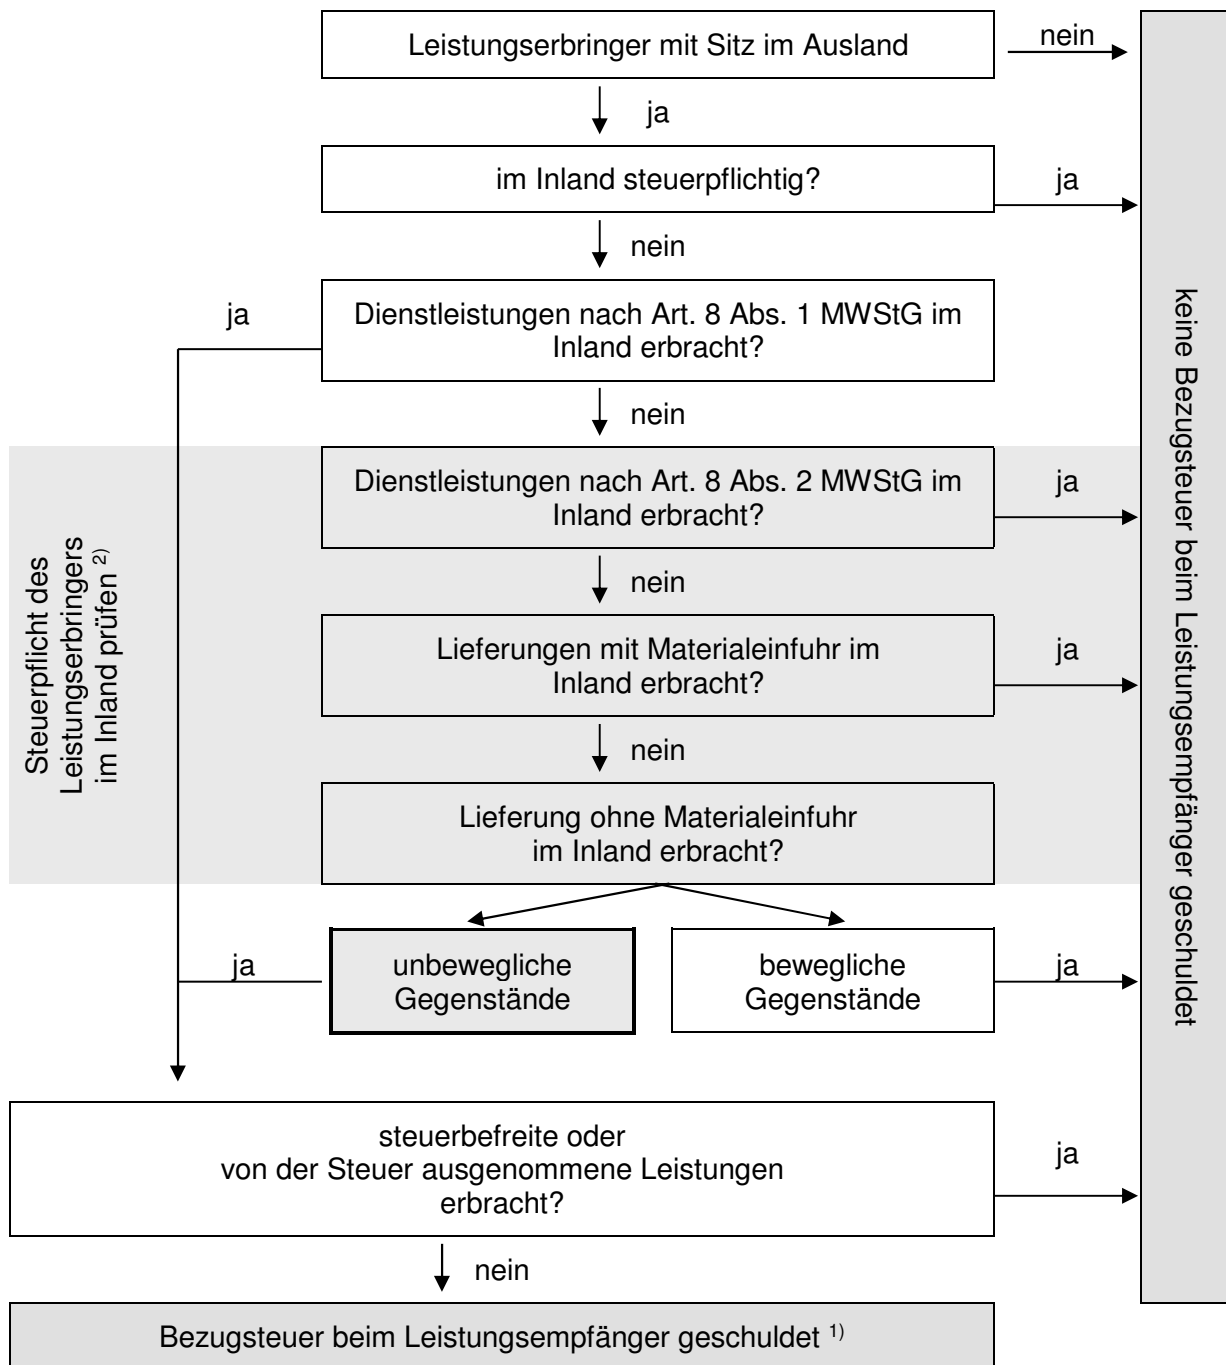 Leistungserbringer mit Sitz im Ausland
nein
ja
im Inland steuerpflichtig?
ja
nein
Dienstleistungen nach Art. 8 Abs. 1 MWStG im
Inland erbracht?
ja
nein
Dienstleistungen nach Art. 8 Abs. 2 MWStG im
Inland erbracht?
ja
nein
Steuerpflicht des
Leistungserbringers
im Inland prüfen 2)
Lieferungen mit Materialeinfuhr im
Inland erbracht?
ja
nein
Lieferung ohne Materialeinfuhr
im Inland erbracht?
ja
unbewegliche
Gegenstände
bewegliche
Gegenstände
ja
steuerbefreite oder
von der Steuer ausgenommene Leistungen
erbracht?
ja
nein
Bezugsteuer beim Leistungsempfänger geschuldet 1)
keine Bezugsteuer beim Leistungsempfänger geschuldet